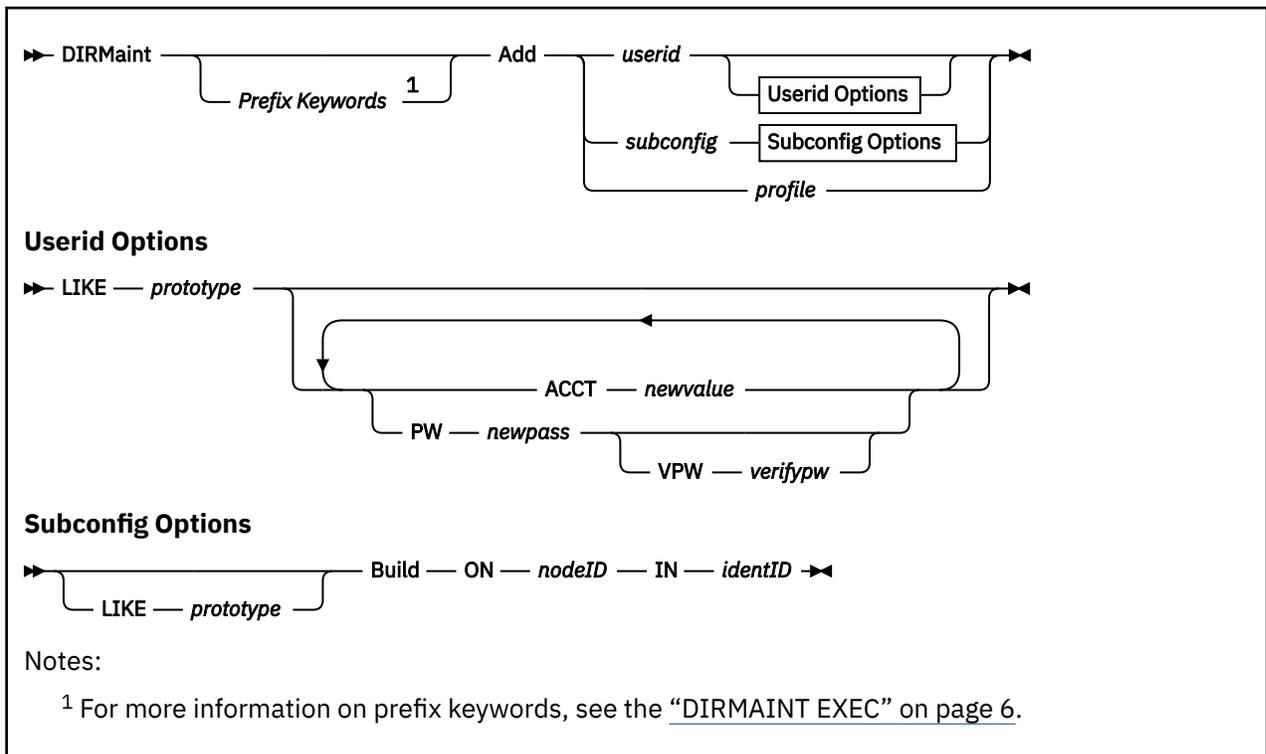 DIRMaint Add userid
Prefix Keywords 1
Userid Options
subconfig Subconfig Options
profile
Userid Options
LIKE prototype
ACCT newvalue
PW newpass
VPW verifypw
Subconfig Options
Build ON nodeID IN identID
LIKE prototype
Notes:
1 For more information on prefix keywords, see the “DIRMAINT EXEC” on page 6.